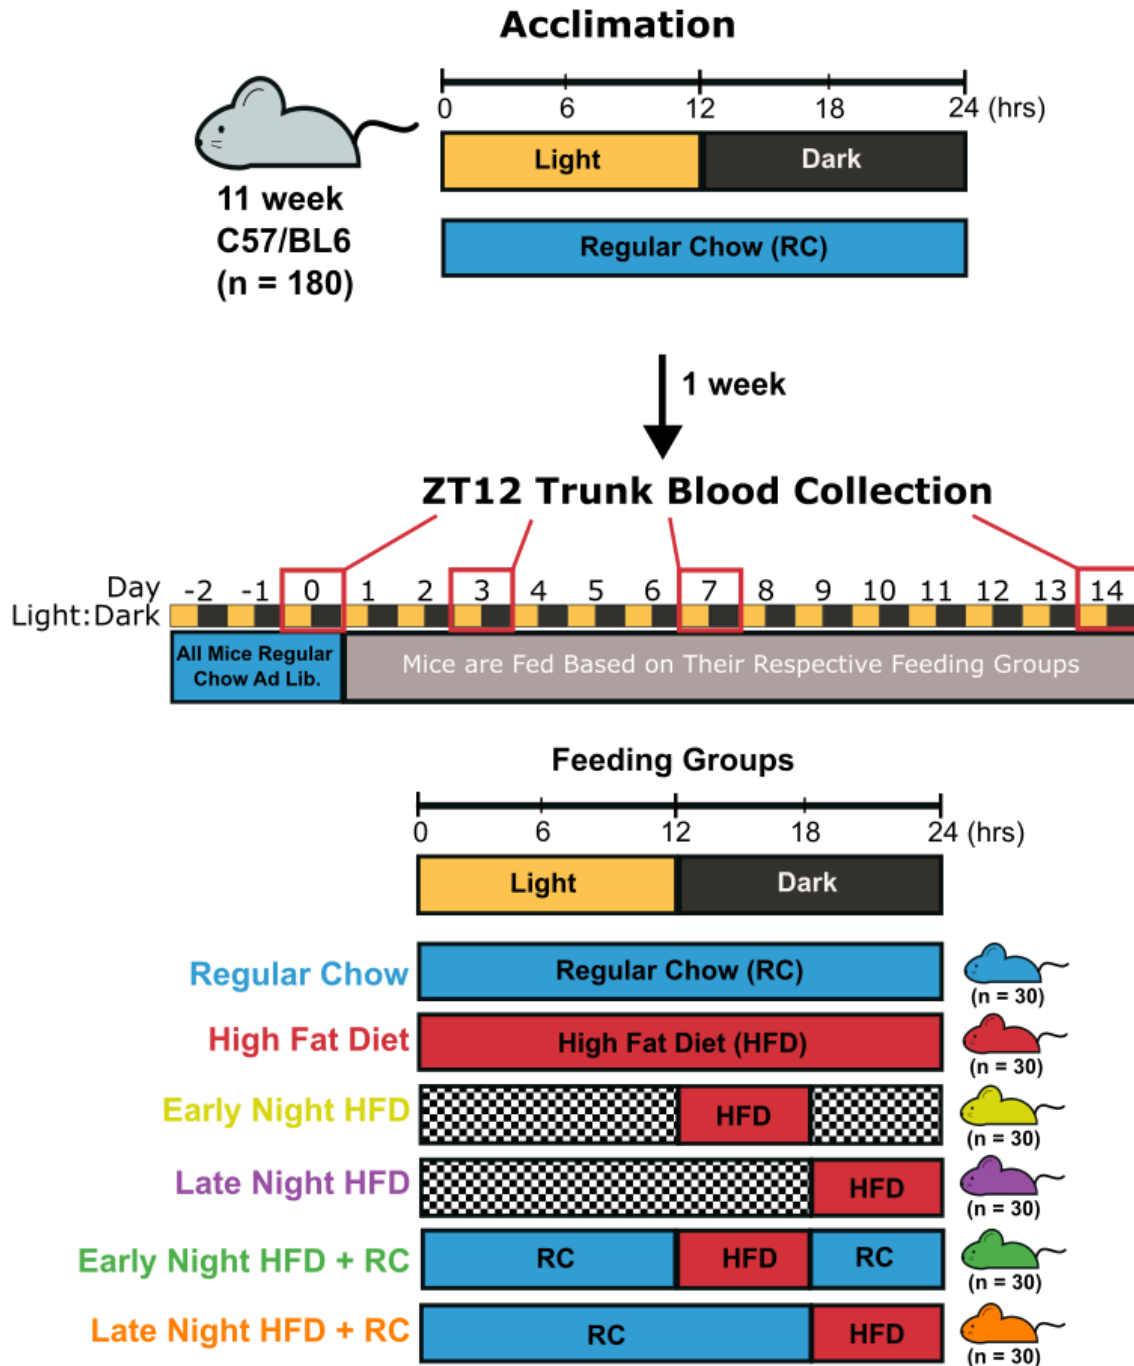 Acclimation
0 6 12 18 24 (hrs)
Light Dark
Regular Chow (RC)
11 week
C57/BL6
(n = 180)
1 week
ZT12 Trunk Blood Collection
Day -2 -1 0 1 2 3 4 5 6 7 8 9 10 11 12 13 14
Light:Dark
All Mice Regular
Chow Ad Lib.
Mice are Fed Based on Their Respective Feeding Groups
Feeding Groups
0 6 12 18 24 (hrs)
Light Dark
Regular Chow Regular Chow (RC)
(n = 30)
High Fat Diet High Fat Diet (HFD)
(n = 30)
Early Night HFD HFD
(n = 30)
Late Night HFD HFD
(n = 30)
Early Night HFD + RC RC HFD RC
(n = 30)
Late Night HFD + RC RC HFD
(n = 30)